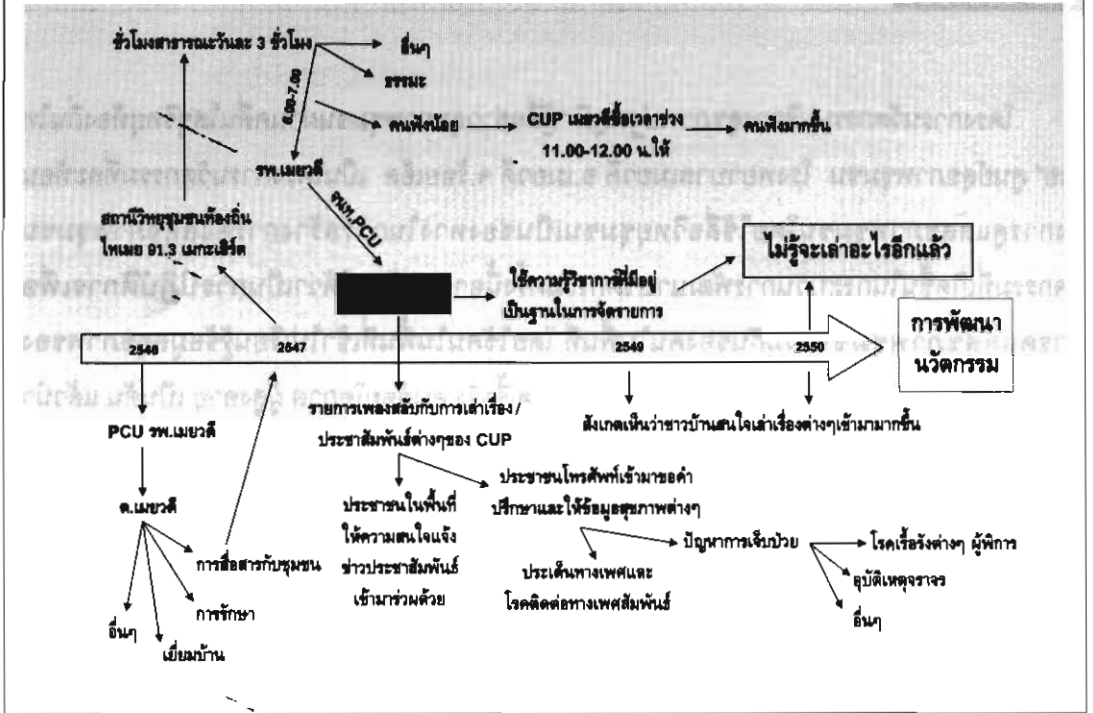 ชั่วโมงสาธารณะวันละ 3 ชั่วโมง
อื่นๆ
ธรรมะ
6.00-7.00
คนฟังน้อย
CUP เมยวดีซื้อเวลาช่วง
11.00-12.00 น.ให้
คนฟังมากขึ้น
รพ.เมยวดี
จนท.PCU
สถานีวิทยุชุมชนท้องถิ่น
ไทเมย 91.3 เมกะเฮิร์ต
ใช้ความรู้วิชาการที่มีอยู่
เป็นฐานในการจัดรายการ
ไม่รู้จะเล่าอะไรอีกแล้ว
2546
2547
2549
2550
การพัฒนา
นวัตกรรม
PCU รพ.เมยวดี
ต.เมยวดี
การสื่อสารกับชุมชน
การรักษา
เยี่ยมบ้าน
อื่นๆ
รายการเพลงสลับกับการเล่าเรื่อง /
ประชาสัมพันธ์ต่างๆของ CUP
ประชาชนในพื้นที่
ให้ความสนใจแจ้ง
ข่าวประชาสัมพันธ์
เข้ามาร่วมด้วย
ประชาชนโทรศัพท์เข้ามาขอคำ
ปรึกษาและให้ข้อมูลสุขภาพต่างๆ
ประเด็นทางเพศและ
โรคติดต่อทางเพศสัมพันธ์
ปัญหาการเจ็บป่วย
โรคเรื้อรังต่างๆ ผู้พิการ
อุบัติเหตุจราจร
อื่นๆ
สังเกตเห็นว่าชาวบ้านสนใจเล่าเรื่องต่างๆเข้ามามากขึ้น